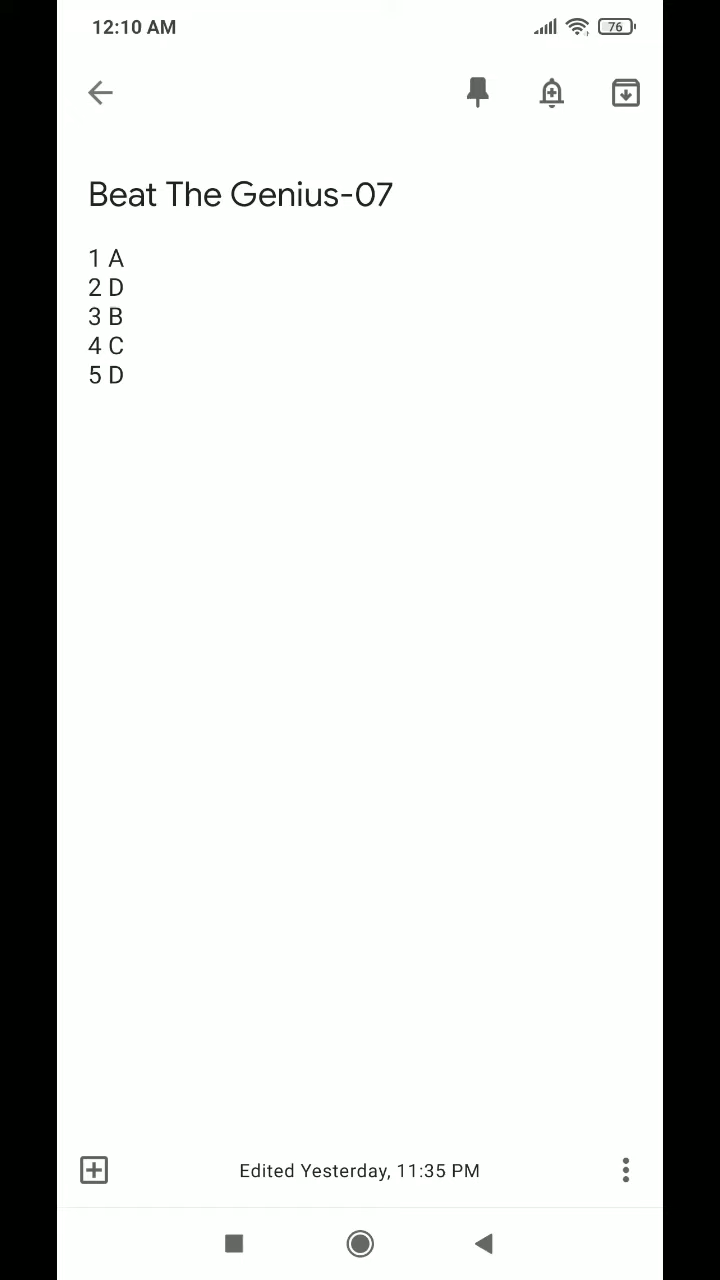 12:10 AM
76
Beat The Genius-07
1 A
2 D
3 B
4 C
5 D
Edited Yesterday, 11:35 PM